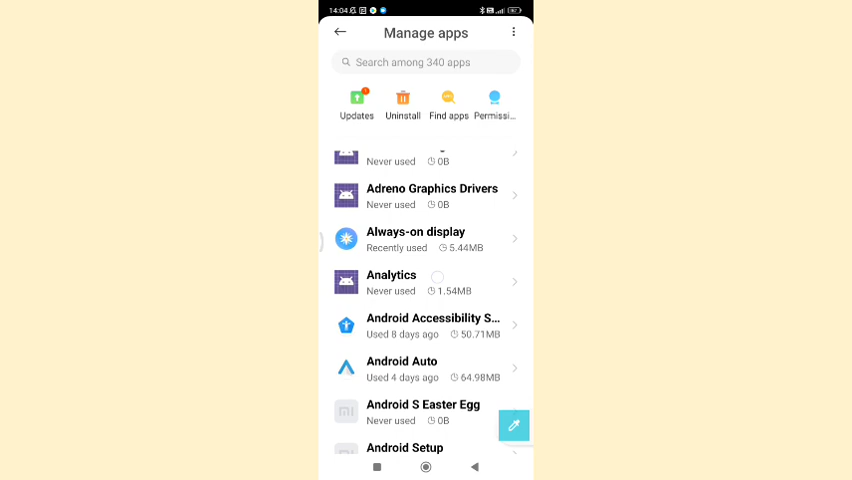 14:04
Manage apps
Search among 340 apps
Updates Uninstall Find apps Permissi...
Never used 0B
Adreno Graphics Drivers
Never used 0B
Always-on display
Recently used 5.44MB
Analytics
Never used 1.54MB
Android Accessibility S...
Used 8 days ago 50.71MB
Android Auto
Used 4 days ago 64.98MB
Android S Easter Egg
Never used 0B
Android Setup